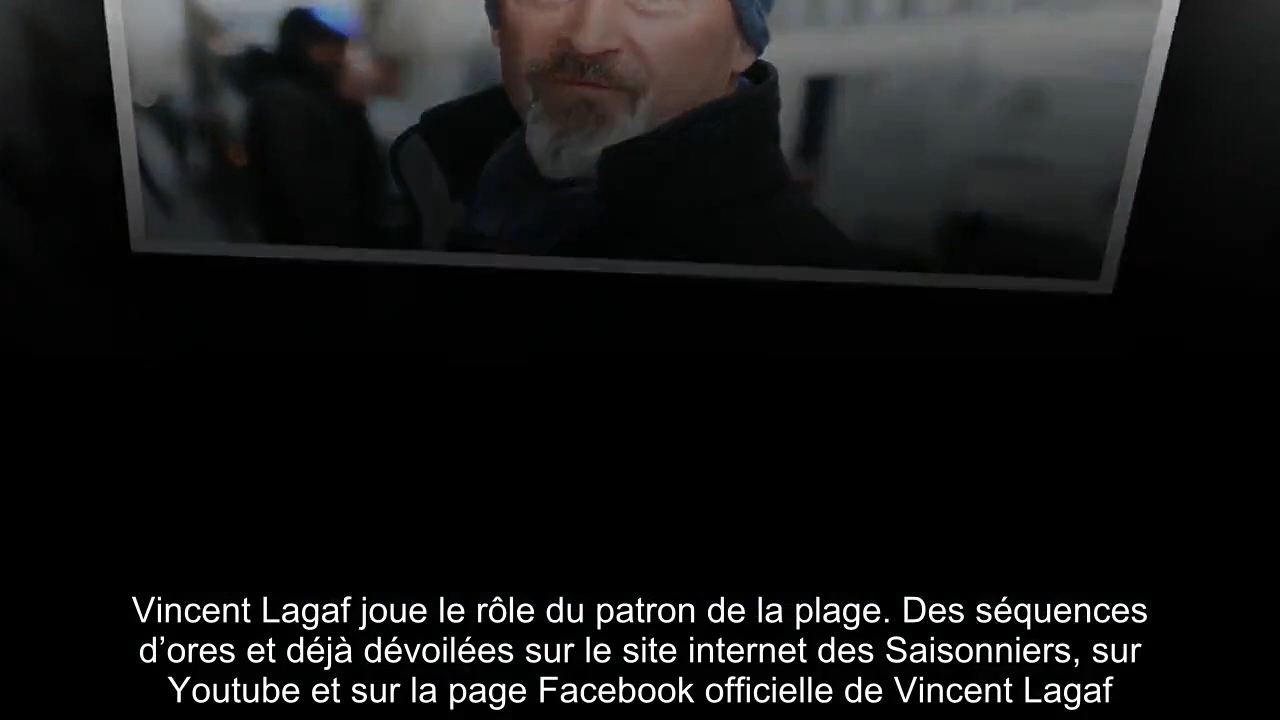 Vincent Lagaf joue le rôle du patron de la plage. Des séquences
d’ores et déjà dévoilées sur le site internet des Saisonniers, sur
Youtube et sur la page Facebook officielle de Vincent Lagaf